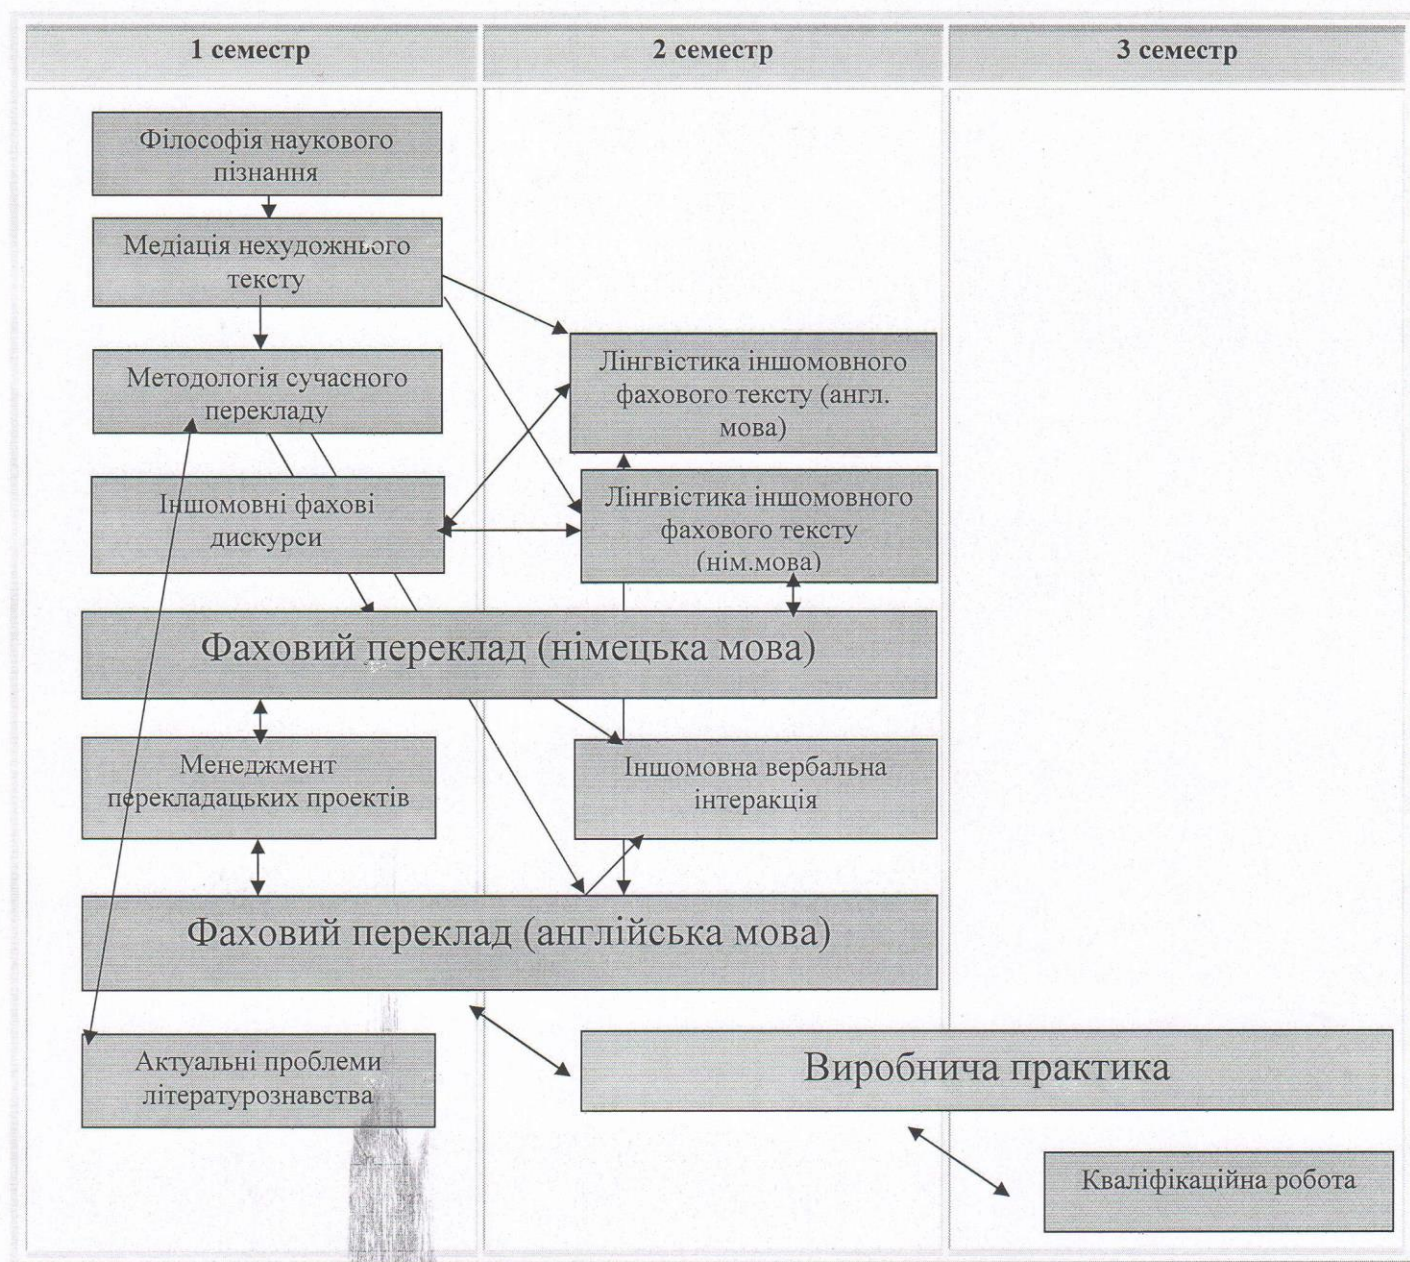 1 семестр
2 семестр
3 семестр
Філософія наукового
пізнання
Медіація нехудожнього
тексту
Методологія сучасного
перекладу
Іншомовні фахові
дискурси
Лінгвістика іншомовного
фахового тексту (англ.
мова)
Лінгвістика іншомовного
фахового тексту
(нім.мова)
Фаховий переклад (німецька мова)
Менеджмент
перекладацьких проектів
Іншомовна вербальна
інтеракція
Фаховий переклад (англійська мова)
Актуальні проблеми
літературознавства
Виробнича практика
Кваліфікаційна робота